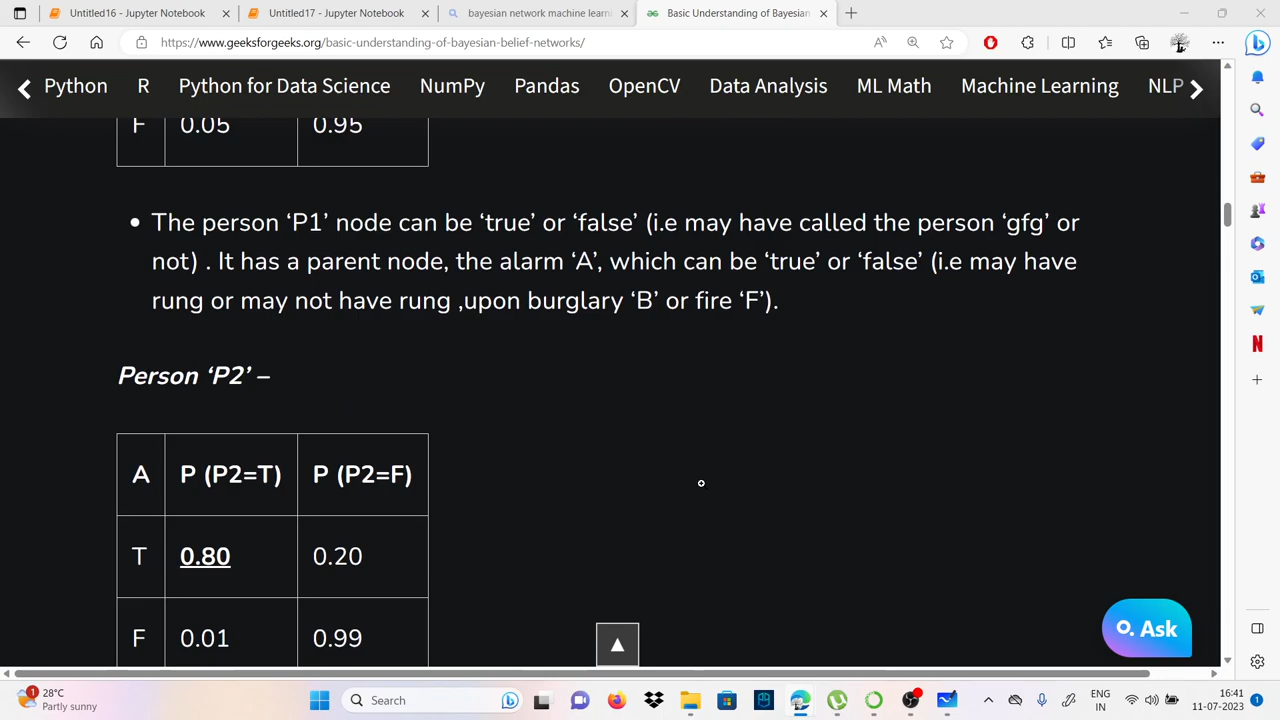 Untitled16 - Jupyter Notebook
Untitled17 - Jupyter Notebook
bayesian network machine learni
Basic Understanding of Bayesian
https://www.geeksforgeeks.org/basic-understanding-of-bayesian-belief-networks/
Python R Python for Data Science NumPy Pandas OpenCV Data Analysis ML Math Machine Learning NLP
F 0.05 0.95
• The person ‘P1’ node can be ‘true’ or ‘false’ (i.e may have called the person ‘gfg’ or
not) . It has a parent node, the alarm ‘A’, which can be ‘true’ or ‘false’ (i.e may have
rung or may not have rung ,upon burglary ‘B’ or fire ‘F’).
Person ‘P2’ –
A P (P2=T) P (P2=F)
T 0.80 0.20
F 0.01 0.99
Ask
1
28°C
Partly sunny
Search
ENG
IN
16:41
11-07-2023
1